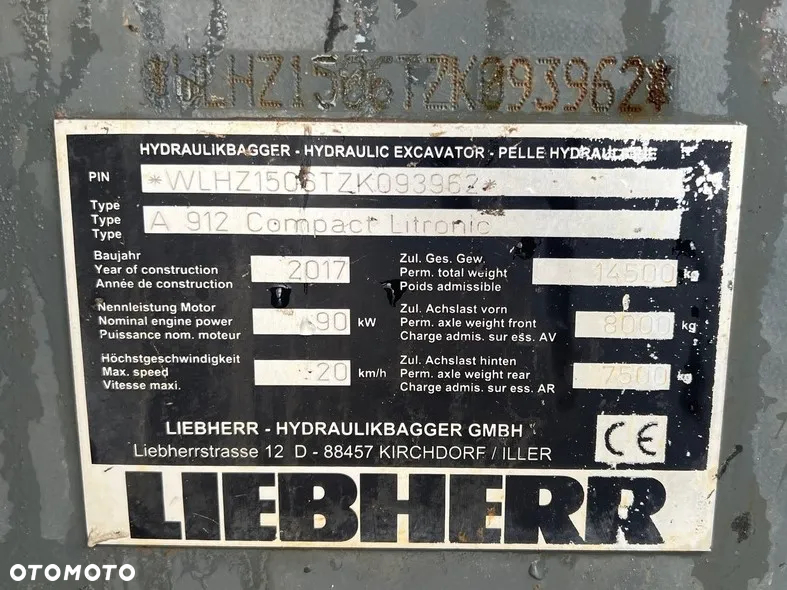 *WLHZ1506TZK093962*
HYDRAULIKBAGGER - HYDRAULIC EXCAVATOR - PELLE HYDRAULIQUE
PIN *WLHZ1506TZK093962*
Type
Type A 912 Compact Litronic
Type
Baujahr
Year of construction 2017
Année de construction
Zul. Ges. Gew.
Perm. total weight 14500 kg
Poids admissible
Nennleistung Motor
Nominal engine power 90 kW
Puissance nom. moteur
Zul. Achslast vorn
Perm. axle weight front 8000 kg
Charge admis. sur ess. AV
Höchstgeschwindigkeit
Max. speed 20 km/h
Vitesse maxi.
Zul. Achslast hinten
Perm. axle weight rear 7500 kg
Charge admis. sur ess. AR
LIEBHERR - HYDRAULIKBAGGER GMBH
Liebherrstrasse 12 D - 88457 KIRCHDORF / ILLER
CE
LIEBHERR
OTOMOTO